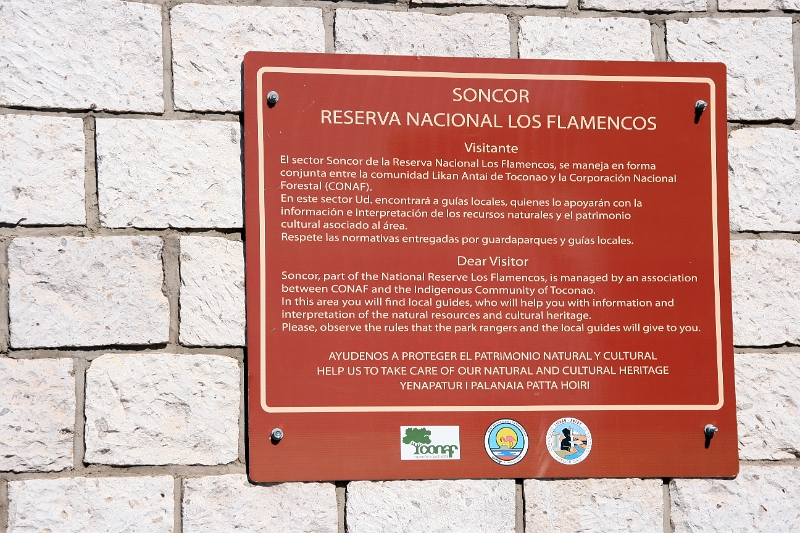 SONCOR
RESERVA NACIONAL LOS FLAMENCOS
Visitante
El sector Soncor de la Reserva Nacional Los Flamencos, se maneja en forma
conjunta entre la comunidad Likan Antai de Toconao y la Corporación Nacional
Forestal (CONAF).
En este sector Ud. encontrará a guías locales, quienes lo apoyarán con la
información e interpretación de los recursos naturales y el patrimonio
cultural asociado al área.
Respete las normativas entregadas por guardaparques y guías locales.
Dear Visitor
Soncor, part of the National Reserve Los Flamencos, is managed by an association
between CONAF and the Indigenous Community of Toconao.
In this area you will find local guides, who will help you with information and
interpretation of the natural resources and cultural heritage.
Please, observe the rules that the park rangers and the local guides will give to you.
AYUDENOS A PROTEGER EL PATRIMONIO NATURAL Y CULTURAL
HELP US TO TAKE CARE OF OUR NATURAL AND CULTURAL HERITAGE
YENAPATUR I PALANAIA PATTA HOIRI
conaf